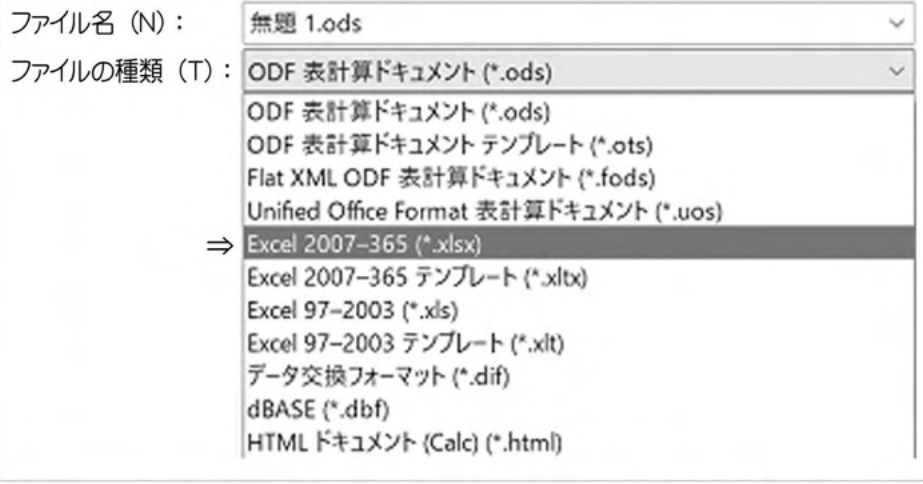 ファイル名（N）： 無題 1.ods
ファイルの種類（T）： ODF 表計算ドキュメント (*.ods)
ODF 表計算ドキュメント (*.ods)
ODF 表計算ドキュメント テンプレート (*.ots)
Flat XML ODF 表計算ドキュメント (*.fods)
Unified Office Format 表計算ドキュメント (*.uos)
⇒ Excel 2007–365 (*.xlsx)
Excel 2007–365 テンプレート (*.xltx)
Excel 97–2003 (*.xls)
Excel 97–2003 テンプレート (*.xlt)
データ交換フォーマット (*.dif)
dBASE (*.dbf)
HTML ドキュメント (Calc) (*.html)